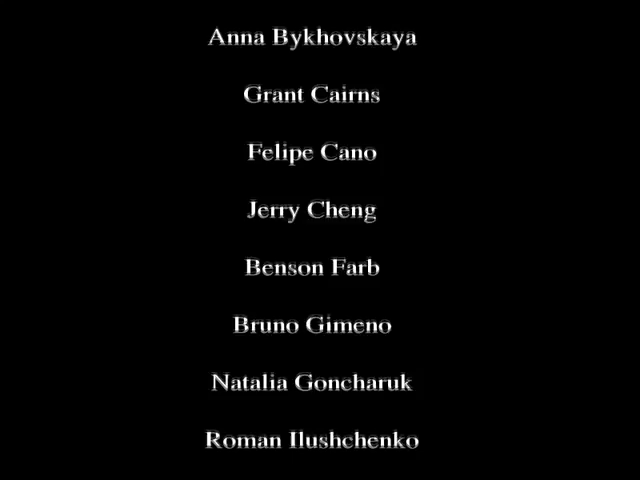 Anna Bykhovskaya
Grant Cairns
Felipe Cano
Jerry Cheng
Benson Farb
Bruno Gimeno
Natalia Goncharuk
Roman Ilushchenko